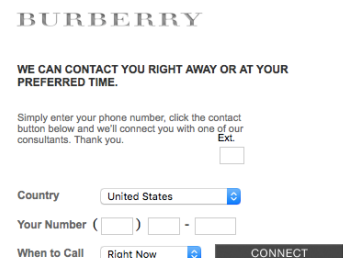 BURBERRY
WE CAN CONTACT YOU RIGHT AWAY OR AT YOUR
PREFERRED TIME.
Simply enter your phone number, click the contact
button below and we'll connect you with one of our
consultants. Thank you.
Ext.
Country United States
Your Number ( ) -
When to Call Right Now CONNECT